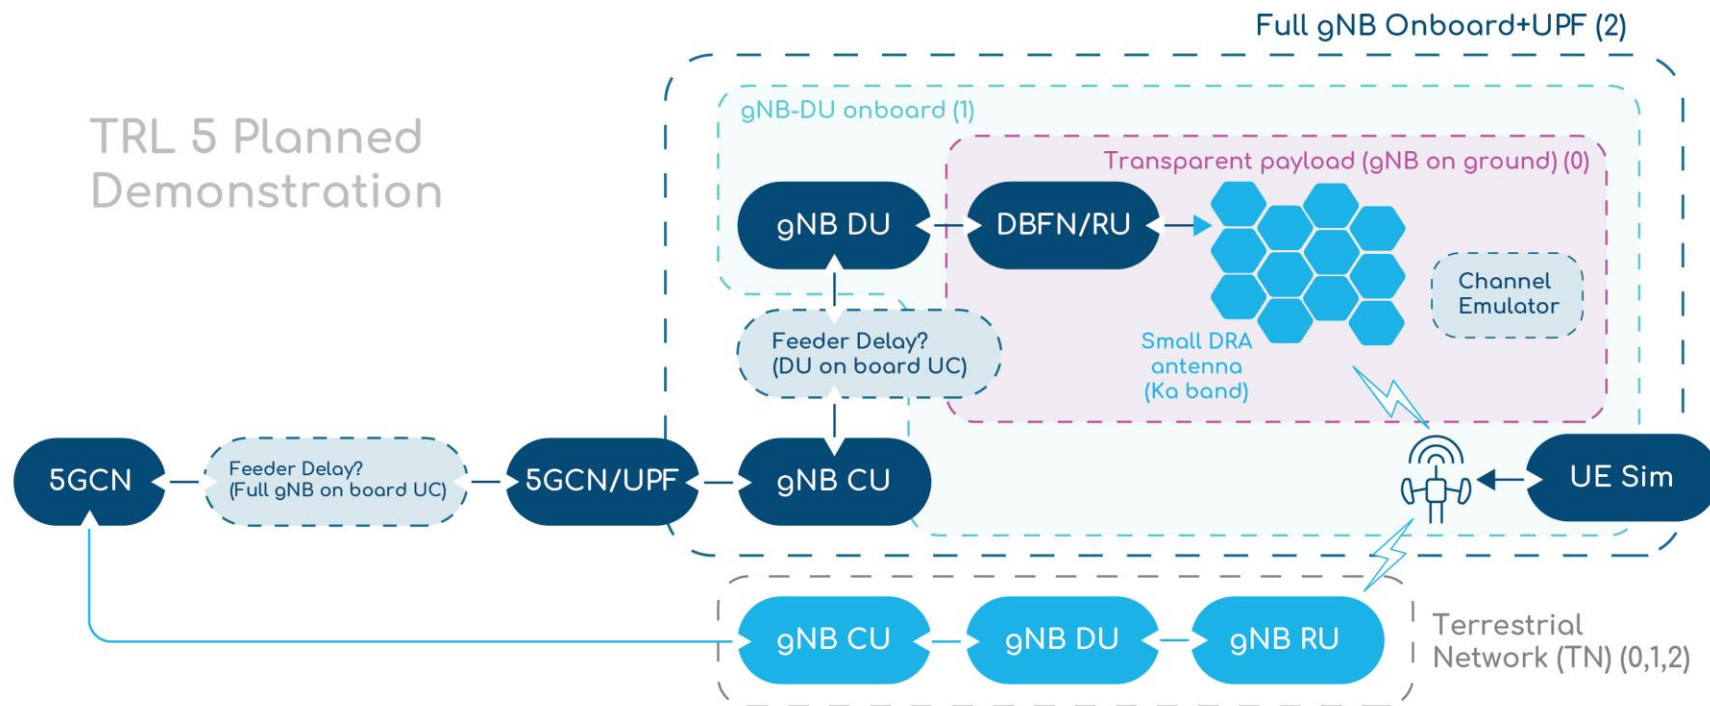 Full gNB Onboard+UPF (2)
TRL 5 Planned
Demonstration
gNB-DU onboard (1)
Transparent payload (gNB on ground) (0)
gNB DU
DBFN/RU
Channel
Emulator
Feeder Delay?
(DU on board UC)
Small DRA
antenna
(Ka band)
5GCN
Feeder Delay?
(Full gNB on board UC)
5GCN/UPF
gNB CU
UE Sim
gNB CU
gNB DU
gNB RU
Terrestrial
Network (TN) (0,1,2)